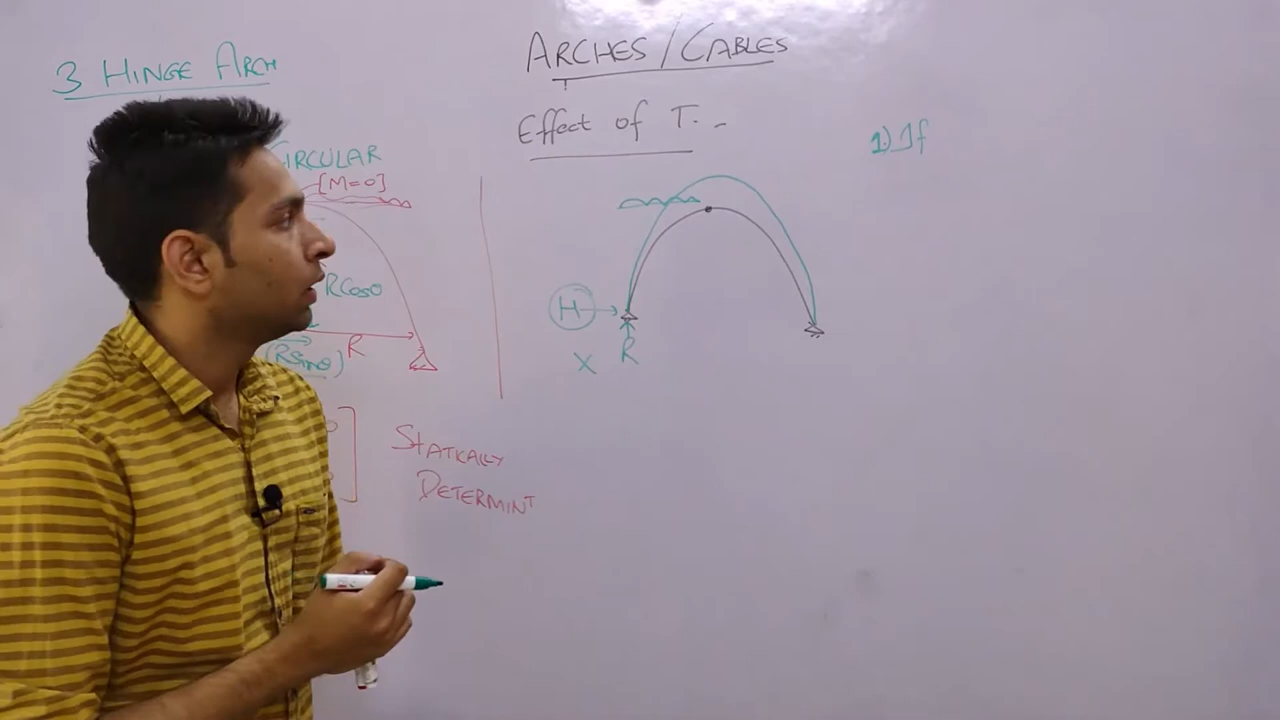 3 HINGE ARCH
CIRCULAR
[M=0]
RCosθ
R
(RSinθ)
STATICALLY
DETERMINT
ARCHES/CABLES
Effect of T. -
H
X
R
1.) If